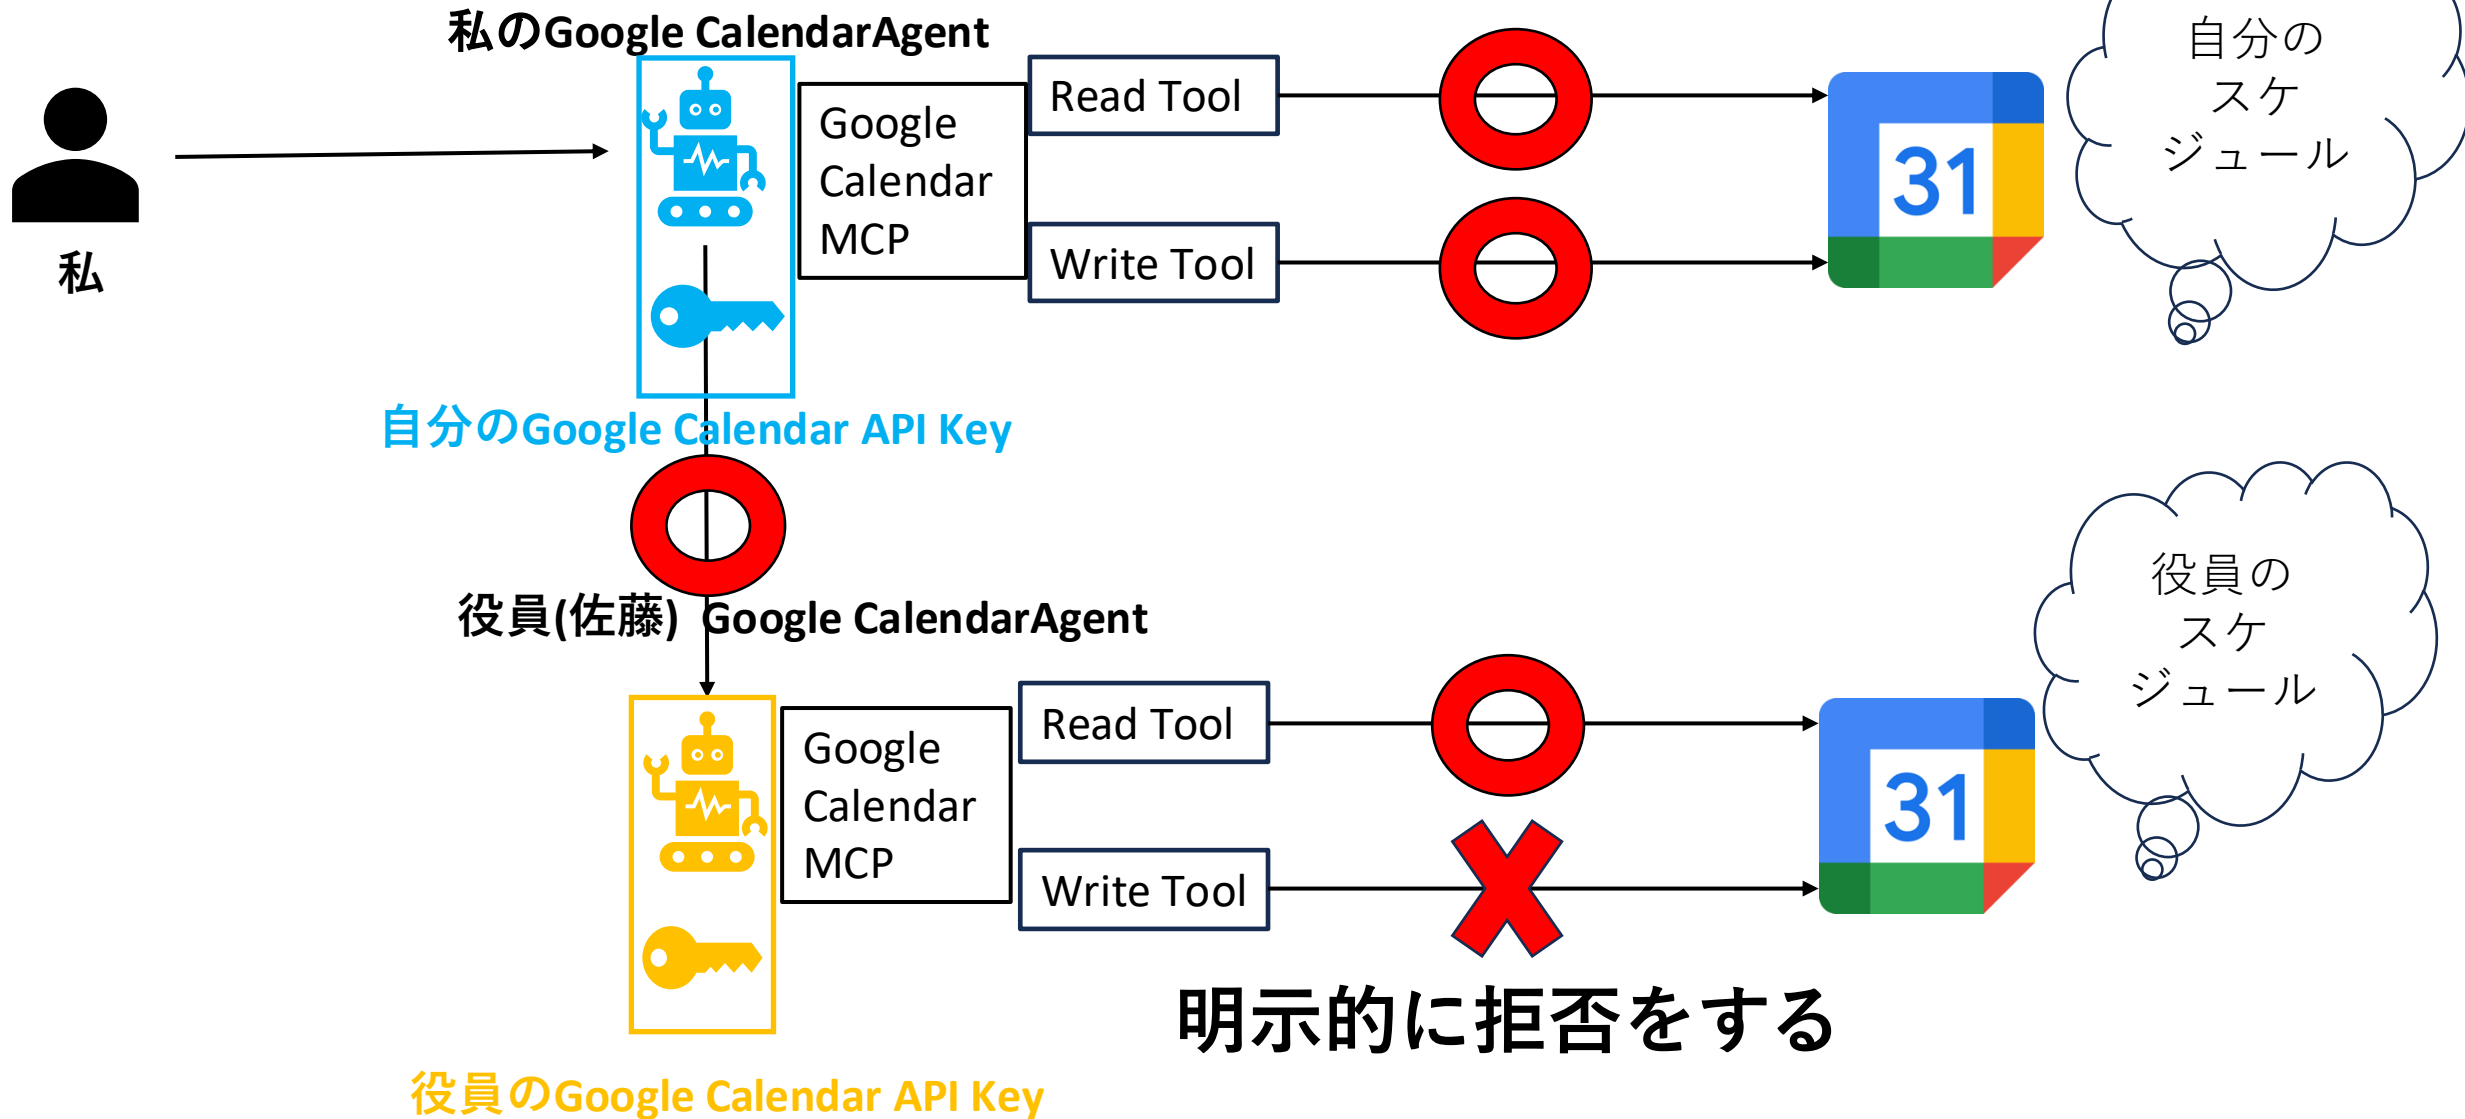 私のGoogle CalendarAgent
私
Google
Calendar
MCP
Read Tool
Write Tool
31
自分の
スケ
ジュール
自分のGoogle Calendar API Key
役員(佐藤) Google CalendarAgent
Google
Calendar
MCP
Read Tool
Write Tool
31
役員の
スケ
ジュール
明示的に拒否をする
役員のGoogle Calendar API Key